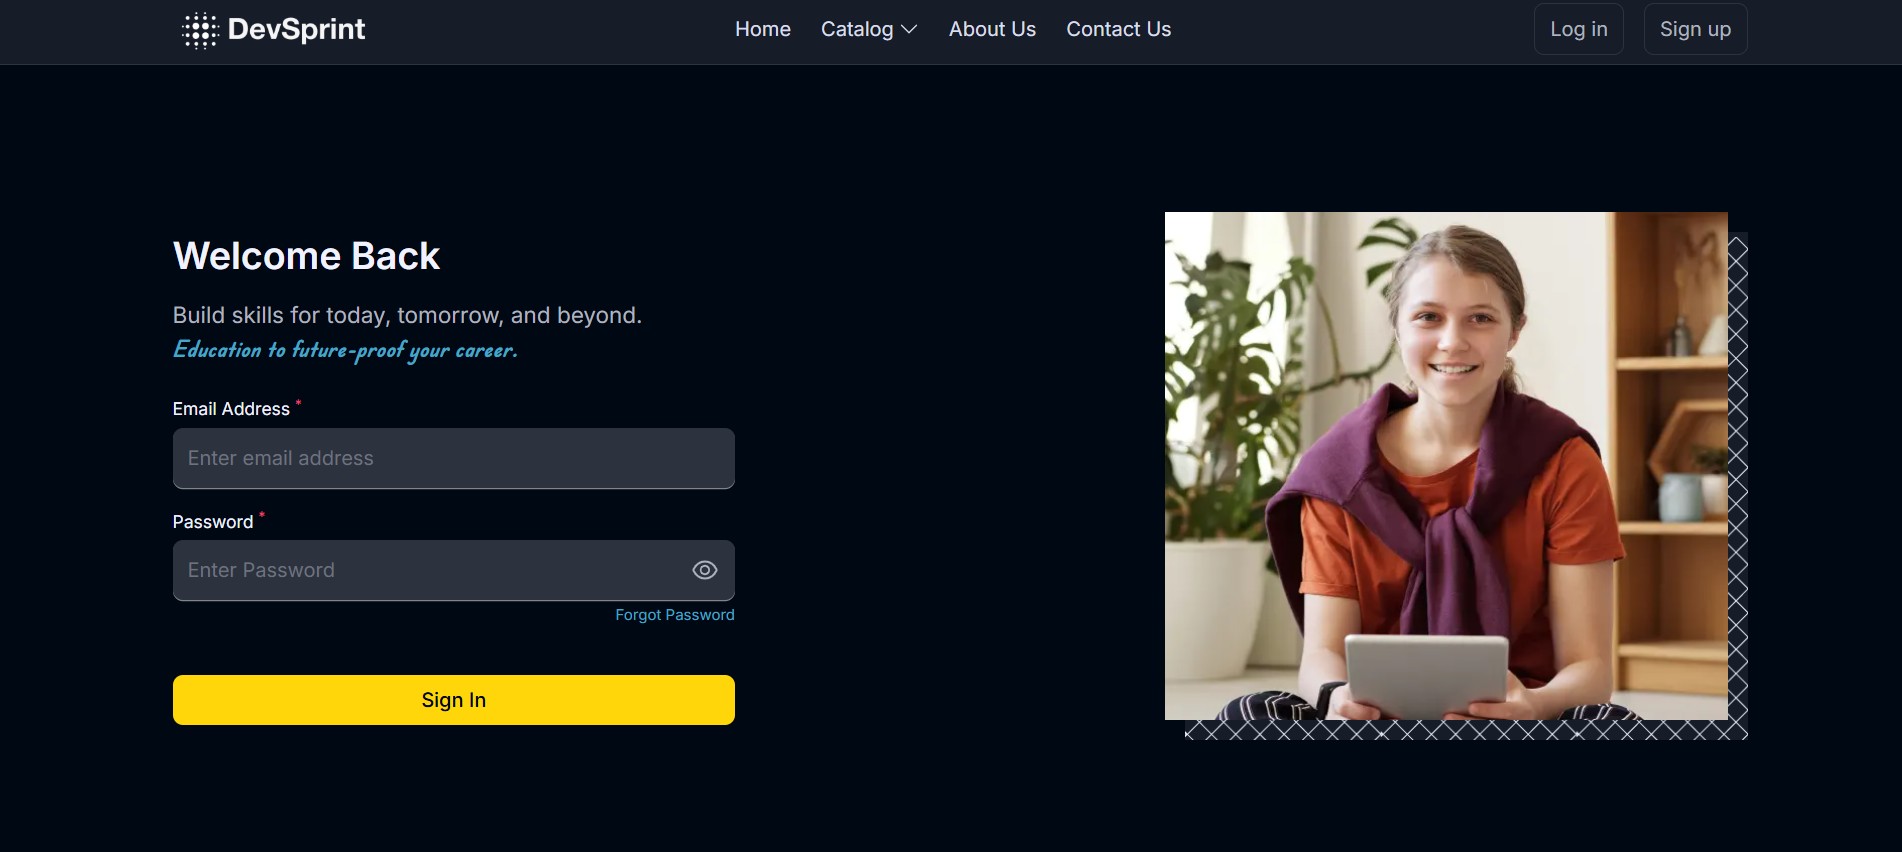 DevSprint
Home Catalog About Us Contact Us
Log in Sign up
Welcome Back
Build skills for today, tomorrow, and beyond.
Education to future-proof your career.
Email Address *
Enter email address
Password *
Enter Password
Forgot Password
Sign In